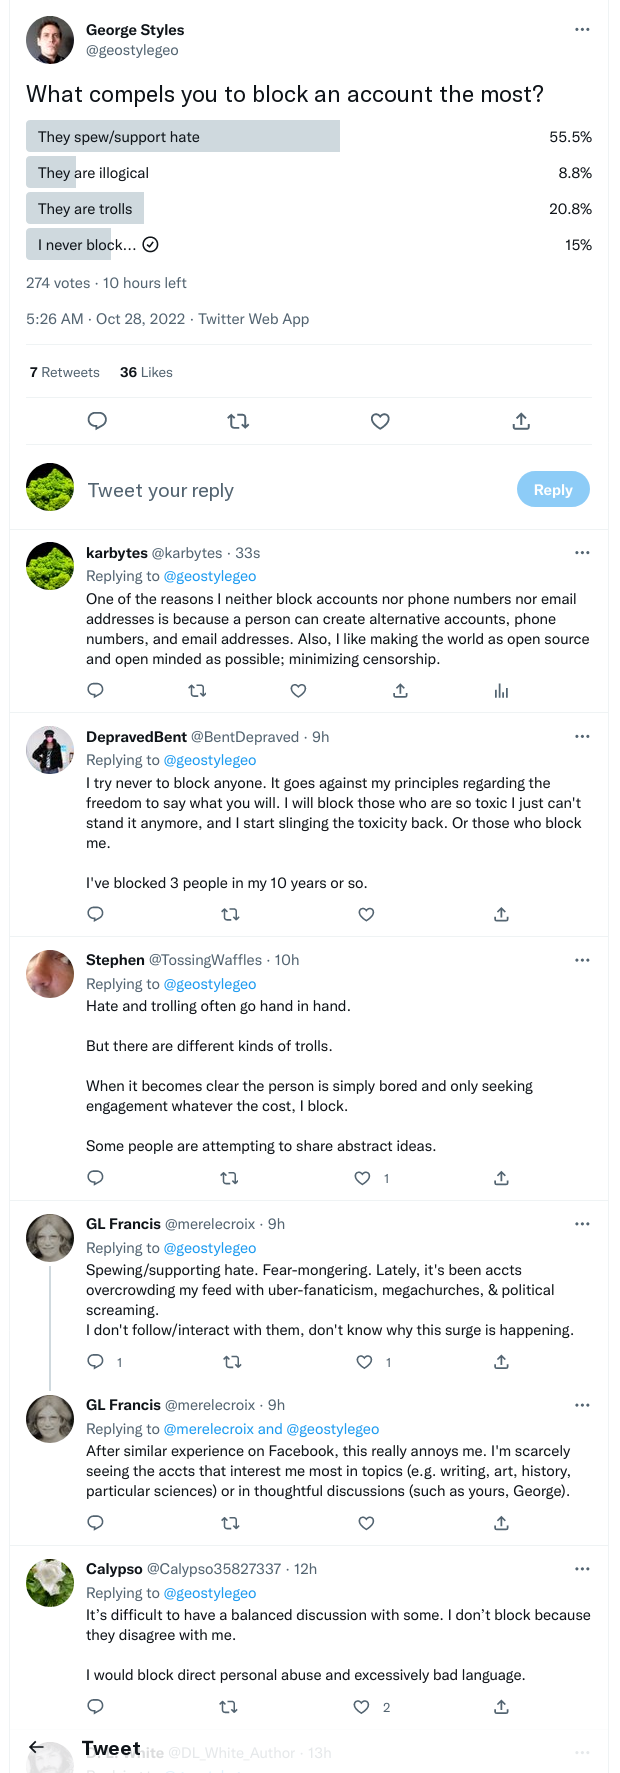 George Styles
@geostylegeo
What compels you to block an account the most?
They spew/support hate 55.5%
They are illogical 8.8%
They are trolls 20.8%
I never block... 15%
274 votes · 10 hours left
5:26 AM · Oct 28, 2022 · Twitter Web App
7 Retweets 36 Likes
Tweet your reply Reply
karbytes @karbytes · 33s
Replying to @geostylegeo
One of the reasons I neither block accounts nor phone numbers nor email
addresses is because a person can create alternative accounts, phone
numbers, and email addresses. Also, I like making the world as open source
and open minded as possible; minimizing censorship.
DepravedBent @BentDepraved · 9h
Replying to @geostylegeo
I try never to block anyone. It goes against my principles regarding the
freedom to say what you will. I will block those who are so toxic I just can't
stand it anymore, and I start slinging the toxicity back. Or those who block
me.
I've blocked 3 people in my 10 years or so.
Stephen @TossingWaffles · 10h
Replying to @geostylegeo
Hate and trolling often go hand in hand.
But there are different kinds of trolls.
When it becomes clear the person is simply bored and only seeking
engagement whatever the cost, I block.
Some people are attempting to share abstract ideas.
1
GL Francis @merelecroix · 9h
Replying to @geostylegeo
Spewing/supporting hate. Fear-mongering. Lately, it's been accts
overcrowding my feed with uber-fanaticism, megachurches, & political
screaming.
I don't follow/interact with them, don't know why this surge is happening.
1 1
GL Francis @merelecroix · 9h
Replying to @merelecroix and @geostylegeo
After similar experience on Facebook, this really annoys me. I'm scarcely
seeing the accts that interest me most in topics (e.g. writing, art, history,
particular sciences) or in thoughtful discussions (such as yours, George).
Calypso @Calypso35827337 · 12h
Replying to @geostylegeo
It's difficult to have a balanced discussion with some. I don't block because
they disagree with me.
I would block direct personal abuse and excessively bad language.
2
Tweet
White @DL_White_Author · 13h